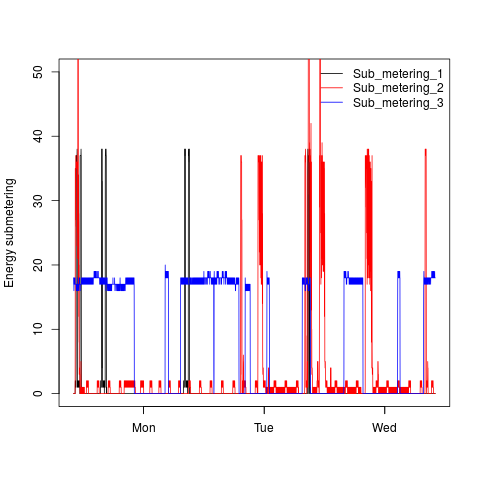 50
40
30
20
10
0
Energy submetering
Sub_metering_1
Sub_metering_2
Sub_metering_3
Mon Tue Wed